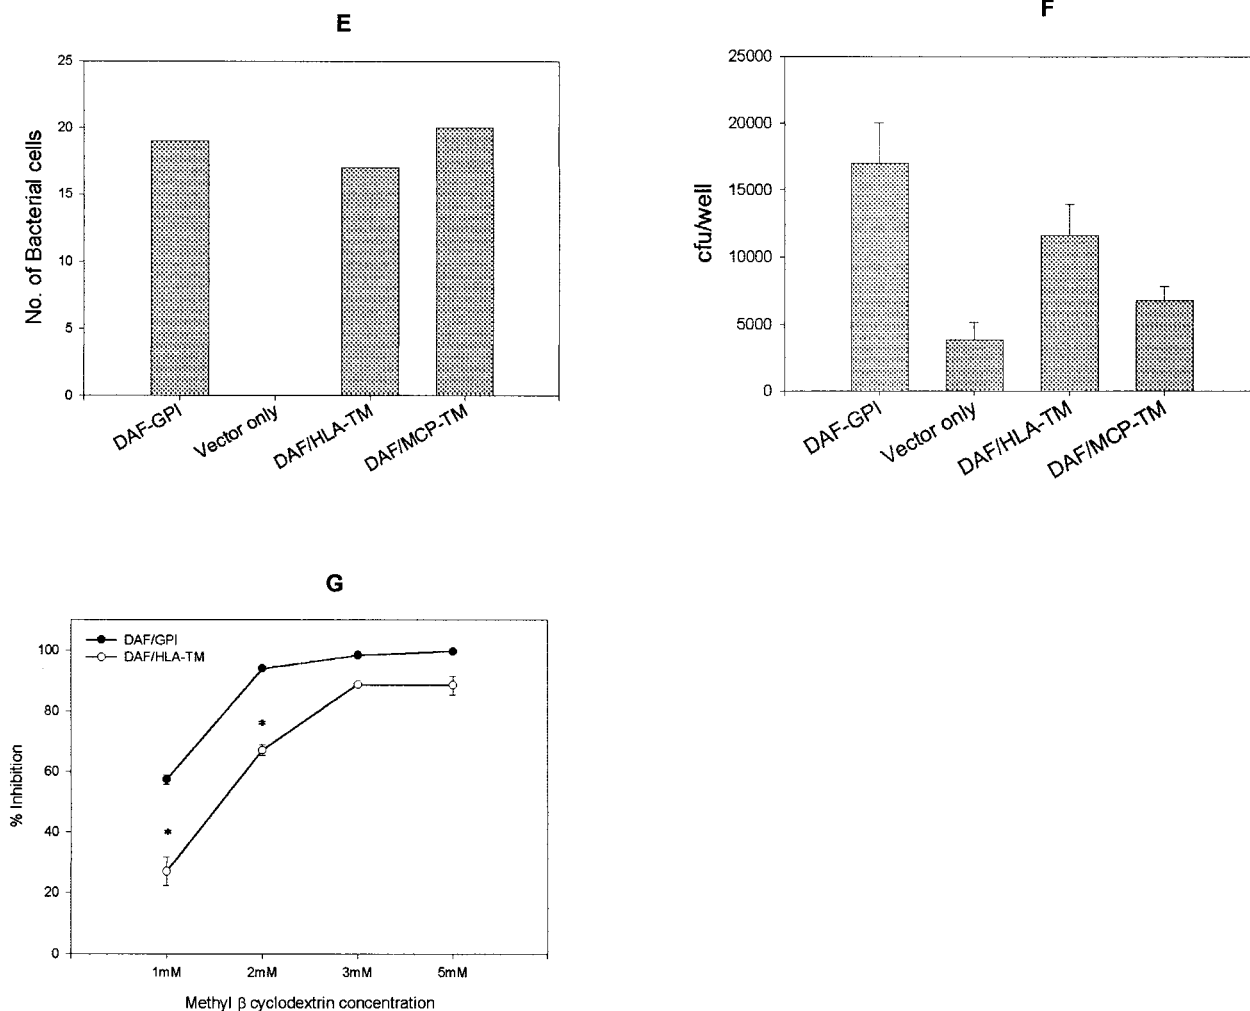 E
25
20
15
10
5
0
No. of Bacterial cells
DAF-GPI
Vector only
DAF/HLA-TM
DAF/MCP-TM
F
25000
20000
15000
10000
5000
0
cfu/well
DAF-GPI
Vector only
DAF/HLA-TM
DAF/MCP-TM
G
DAF/GPI
DAF/HLA-TM
100
80
60
40
20
0
% Inhibition
*
*
1mM
2mM
3mM
5mM
Methyl β cyclodextrin concentration